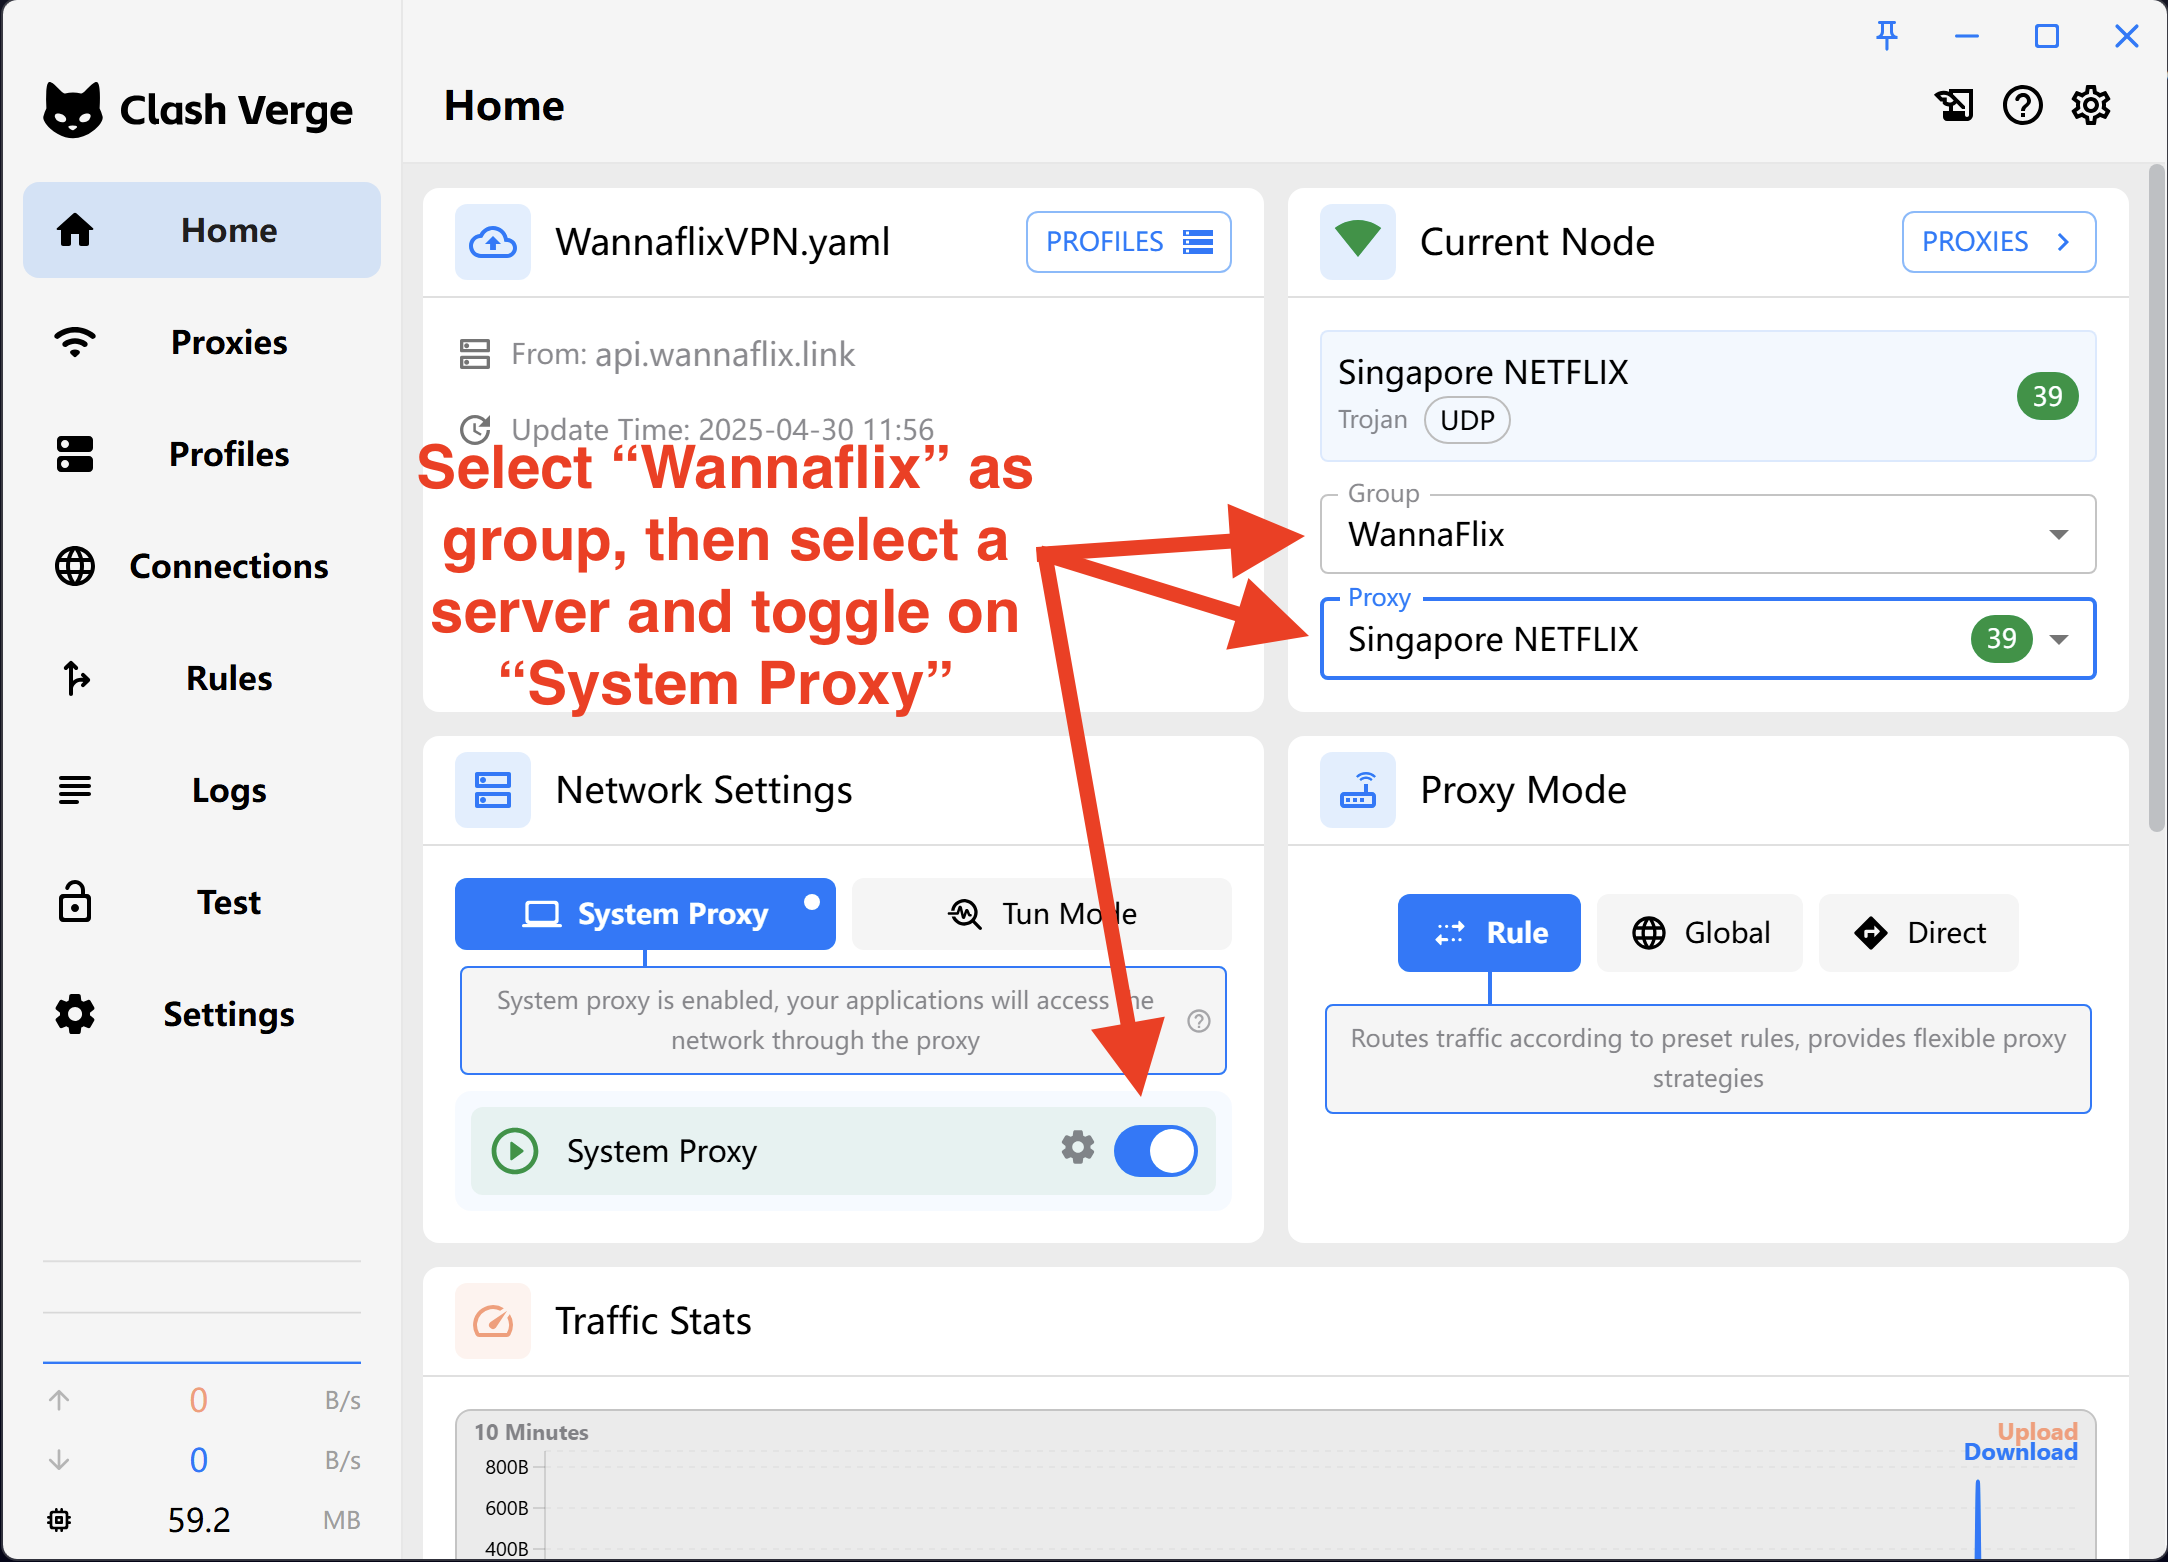 Clash Verge
Home
Proxies
Profiles
Connections
Rules
Logs
Test
Settings
0 B/s
0 B/s
59.2 MB
Home
WannaflixVPN.yaml
PROFILES
From: api.wannaflix.link
Update Time: 2025-04-30 11:56
Select “Wannaflix” as
group, then select a
server and toggle on
“System Proxy”
Current Node
PROXIES
Singapore NETFLIX
Trojan UDP
39
Group
WannaFlix
Proxy
Singapore NETFLIX
39
Network Settings
System Proxy
Tun Mode
System proxy is enabled, your applications will access the
network through the proxy
System Proxy
Proxy Mode
Rule
Global
Direct
Routes traffic according to preset rules, provides flexible proxy
strategies
Traffic Stats
10 Minutes
Upload
Download
800B
600B
400B